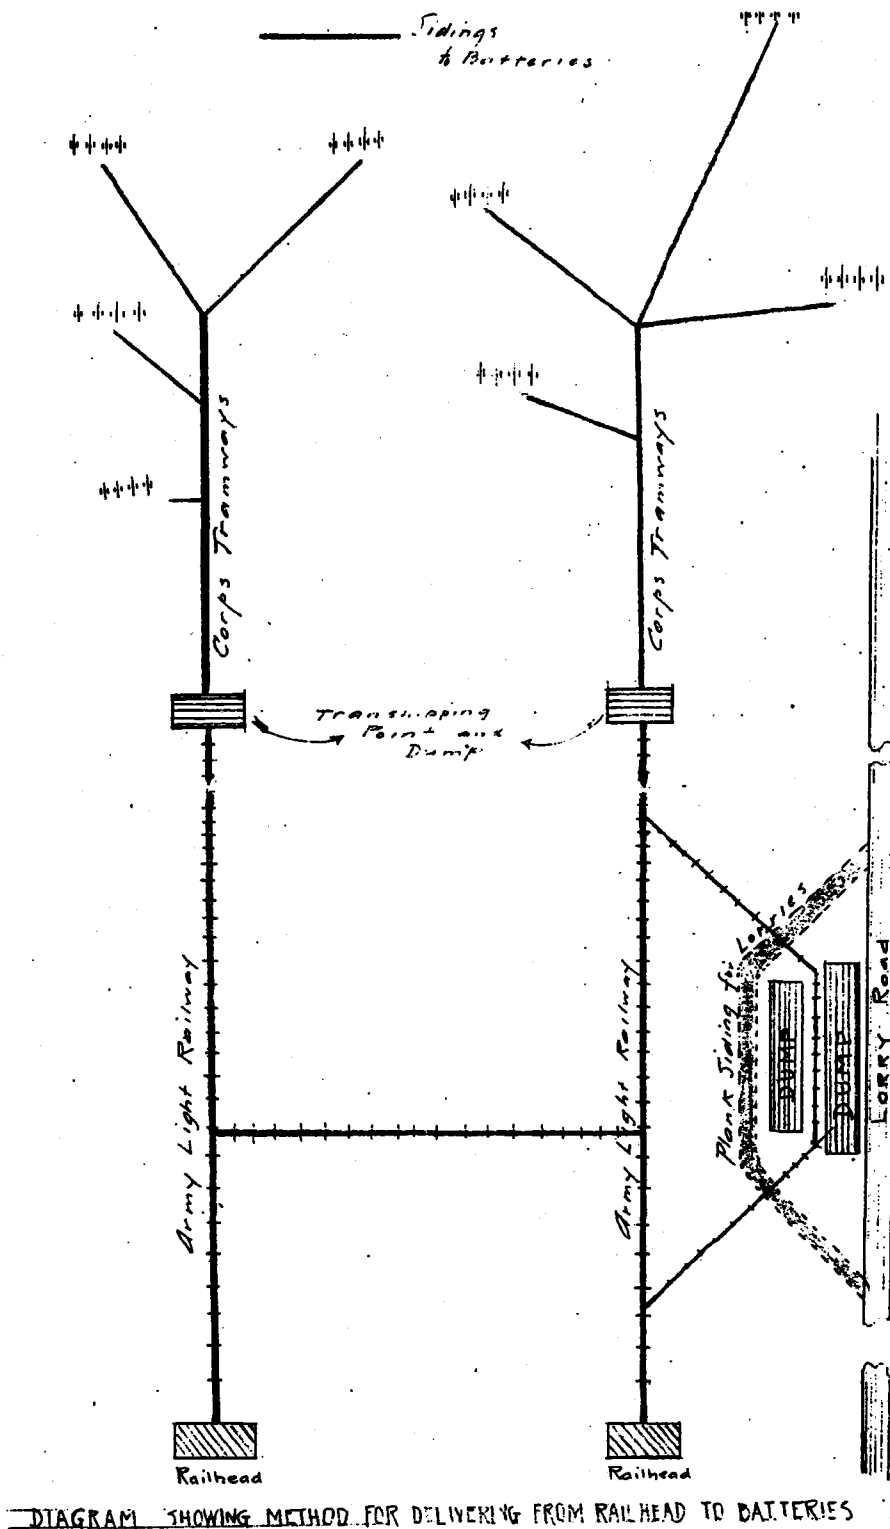 Sidings
to Batteries
Corps Tramways
Corps Tramways
Transhipping
Point and
Dump
Army Light Railway
Army Light Railway
Plank Siding for Lorries
DUMP
DUMP
LORRY Road
Railhead
Railhead
DIAGRAM SHOWING METHOD FOR DELIVERING FROM RAILHEAD TO BATTERIES